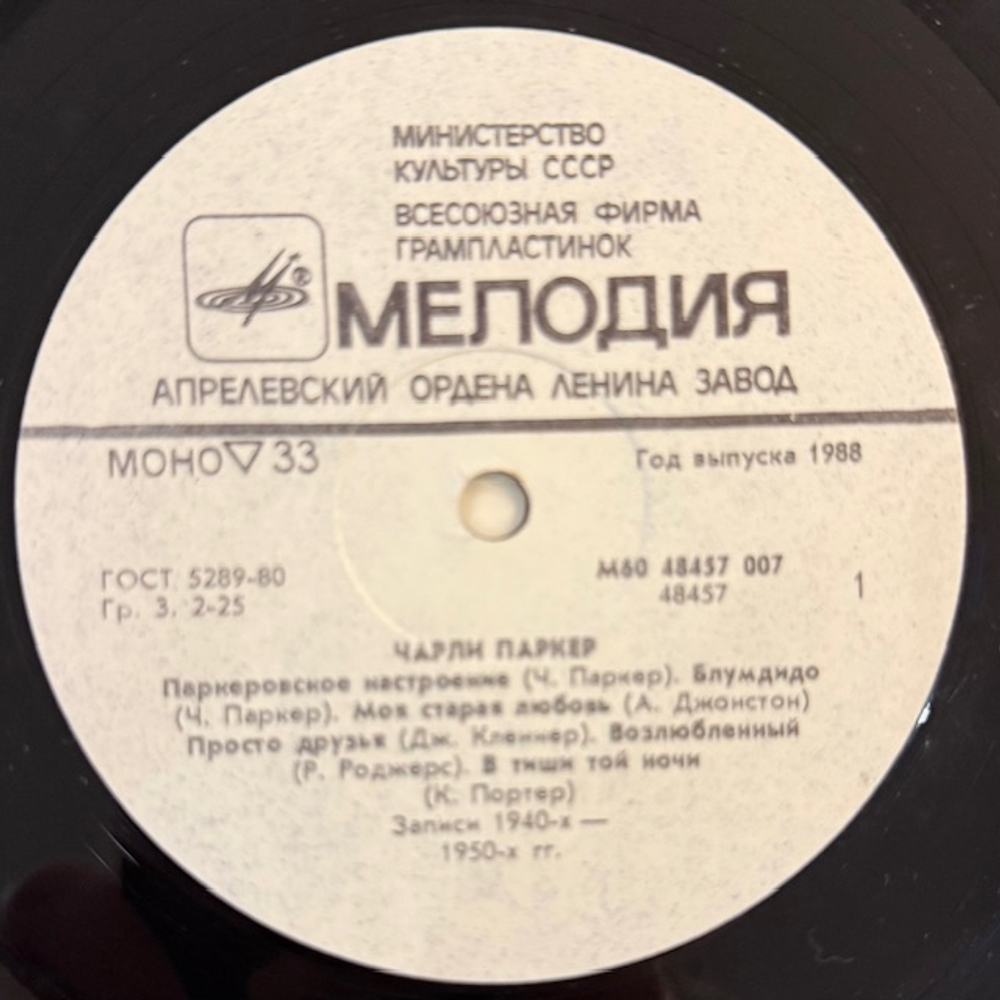 МИНИСТЕРСТВО
КУЛЬТУРЫ СССР
ВСЕСОЮЗНАЯ ФИРМА
ГРАМПЛАСТИНОК
®
МЕЛОДИЯ
АПРЕЛЕВСКИЙ ОРДЕНА ЛЕНИНА ЗАВОД
МОНО ▽ 33
Год выпуска 1988
ГОСТ 5289-80
Гр. 3. 2-25
М60 48457 007
48457
1
ЧАРЛИ ПАРКЕР
Паркеровское настроение (Ч. Паркер). Блумдидо
(Ч. Паркер). Моя старая любовь (А. Джонстон)
Просто друзья (Дж. Кленнер). Возлюбленный
(Р. Роджерс). В тиши той ночи
(К. Портер)
Записи 1940-х —
1950-х гг.